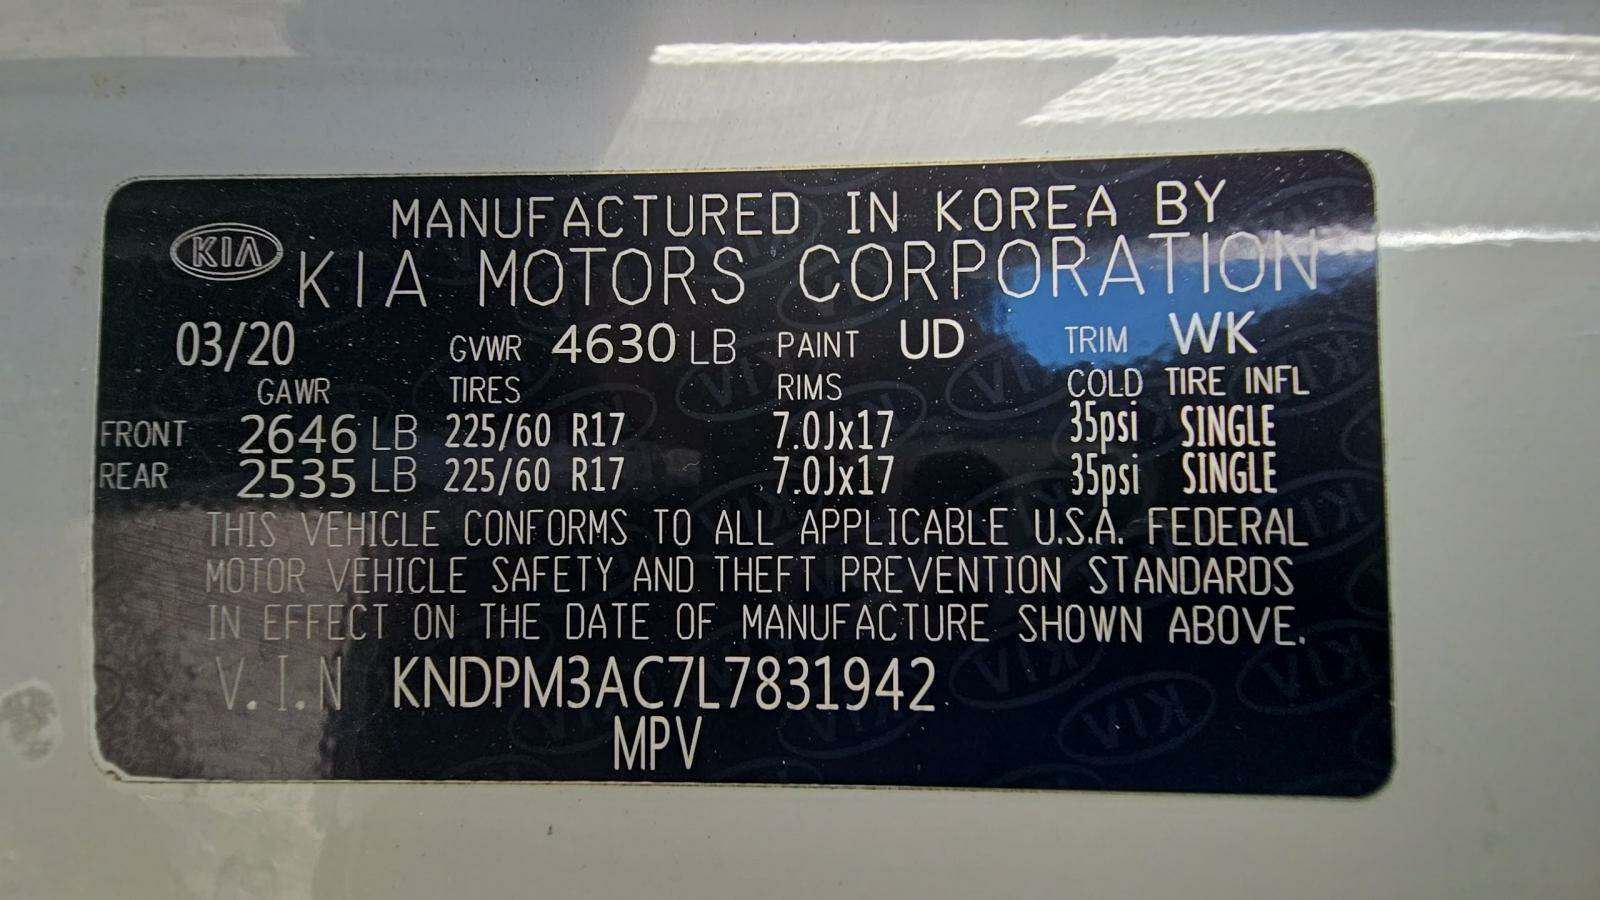 MANUFACTURED IN KOREA BY
KIA KIA MOTORS CORPORATION
03/20 GVWR 4630 LB PAINT UD TRIM WK
GAWR TIRES RIMS COLD TIRE INFL
FRONT 2646 LB 225/60 R17 7.0Jx17 35psi SINGLE
REAR 2535 LB 225/60 R17 7.0Jx17 35psi SINGLE
THIS VEHICLE CONFORMS TO ALL APPLICABLE U.S.A. FEDERAL
MOTOR VEHICLE SAFETY AND THEFT PREVENTION STANDARDS
IN EFFECT ON THE DATE OF MANUFACTURE SHOWN ABOVE.
V.I.N KNDPM3AC7L7831942
MPV